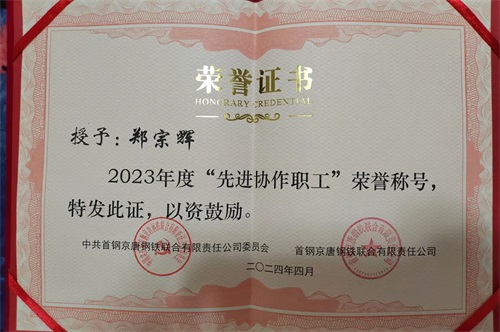 荣誉证书
HONORARY CREDENTIAL
授予：郑宗辉
2023年度“先进协作职工”荣誉称号，
特发此证，以资鼓励。
中共首钢京唐钢铁联合有限责任公司委员会 首钢京唐钢铁联合有限责任公司
二〇二四年四月